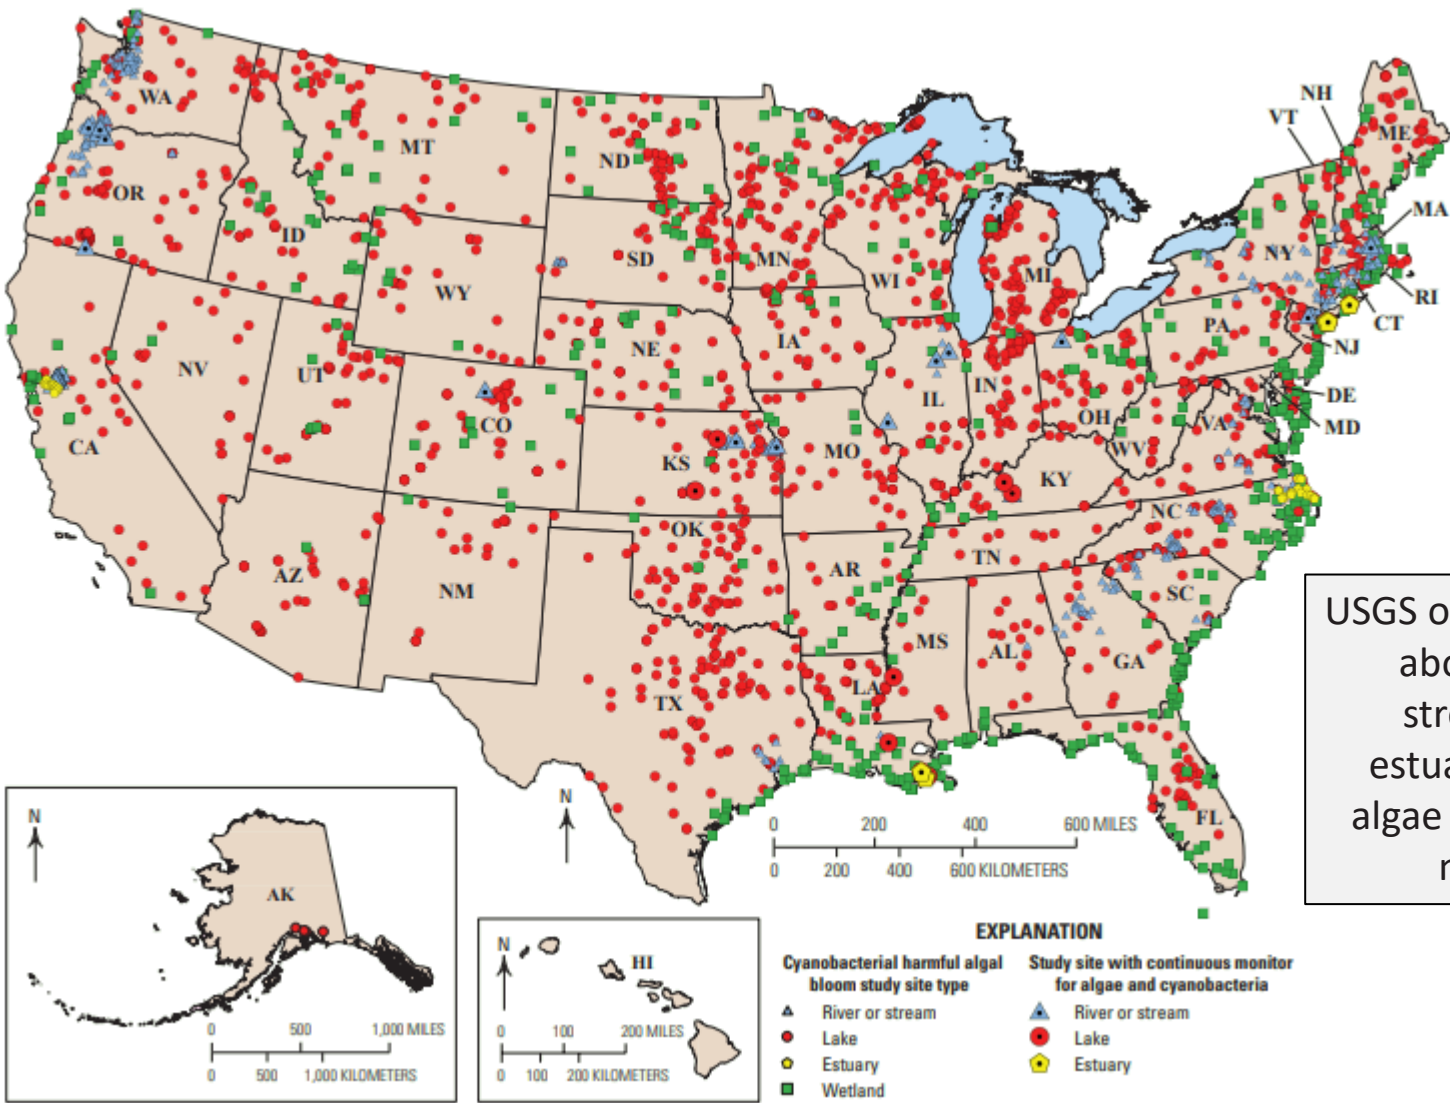 NH
VT
WA
ME
MT
ND
OR
MA
ID
MN
NY
SD
WI
MI
WY
RI
PA
CT
IA
NE
NV
NJ
UT
IN
IL
DE
CO
OH
VA
MD
CA
WV
MO
KS
KY
NC
OK
TN
AR
AZ
NM
SC
MS
AL
GA
LA
TX
FL
USGS o
abo
stre
estua
algae
N
0 200 400 600 MILES
0 200 400 600 KILOMETERS
N
AK
0 500 1,000 MILES
0 500 1,000 KILOMETERS
N
HI
0 100 200 MILES
0 100 200 KILOMETERS
EXPLANATION
Cyanobacterial harmful algal
bloom study site type
River or stream
Lake
Estuary
Wetland
Study site with continuous monitor
for algae and cyanobacteria
River or stream
Lake
Estuary